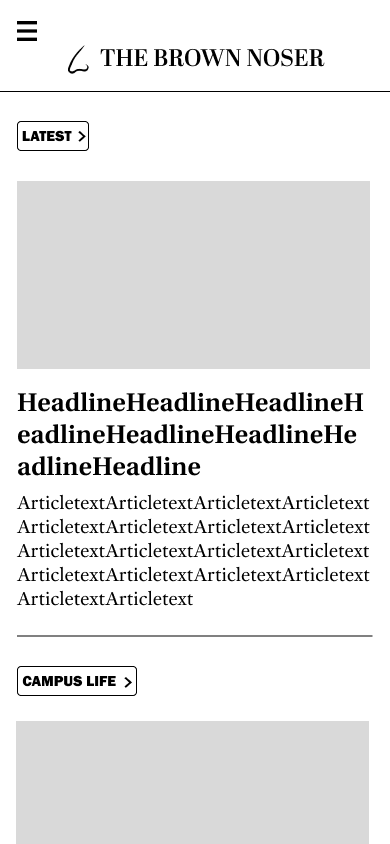 THE BROWN NOSER
LATEST >
HeadlineHeadlineHeadlineH
eadlineHeadlineHeadlineHe
adlineHeadline
ArticletextArticletextArticletextArticletext
ArticletextArticletextArticletextArticletext
ArticletextArticletextArticletextArticletext
ArticletextArticletextArticletextArticletext
ArticletextArticletext
CAMPUS LIFE >